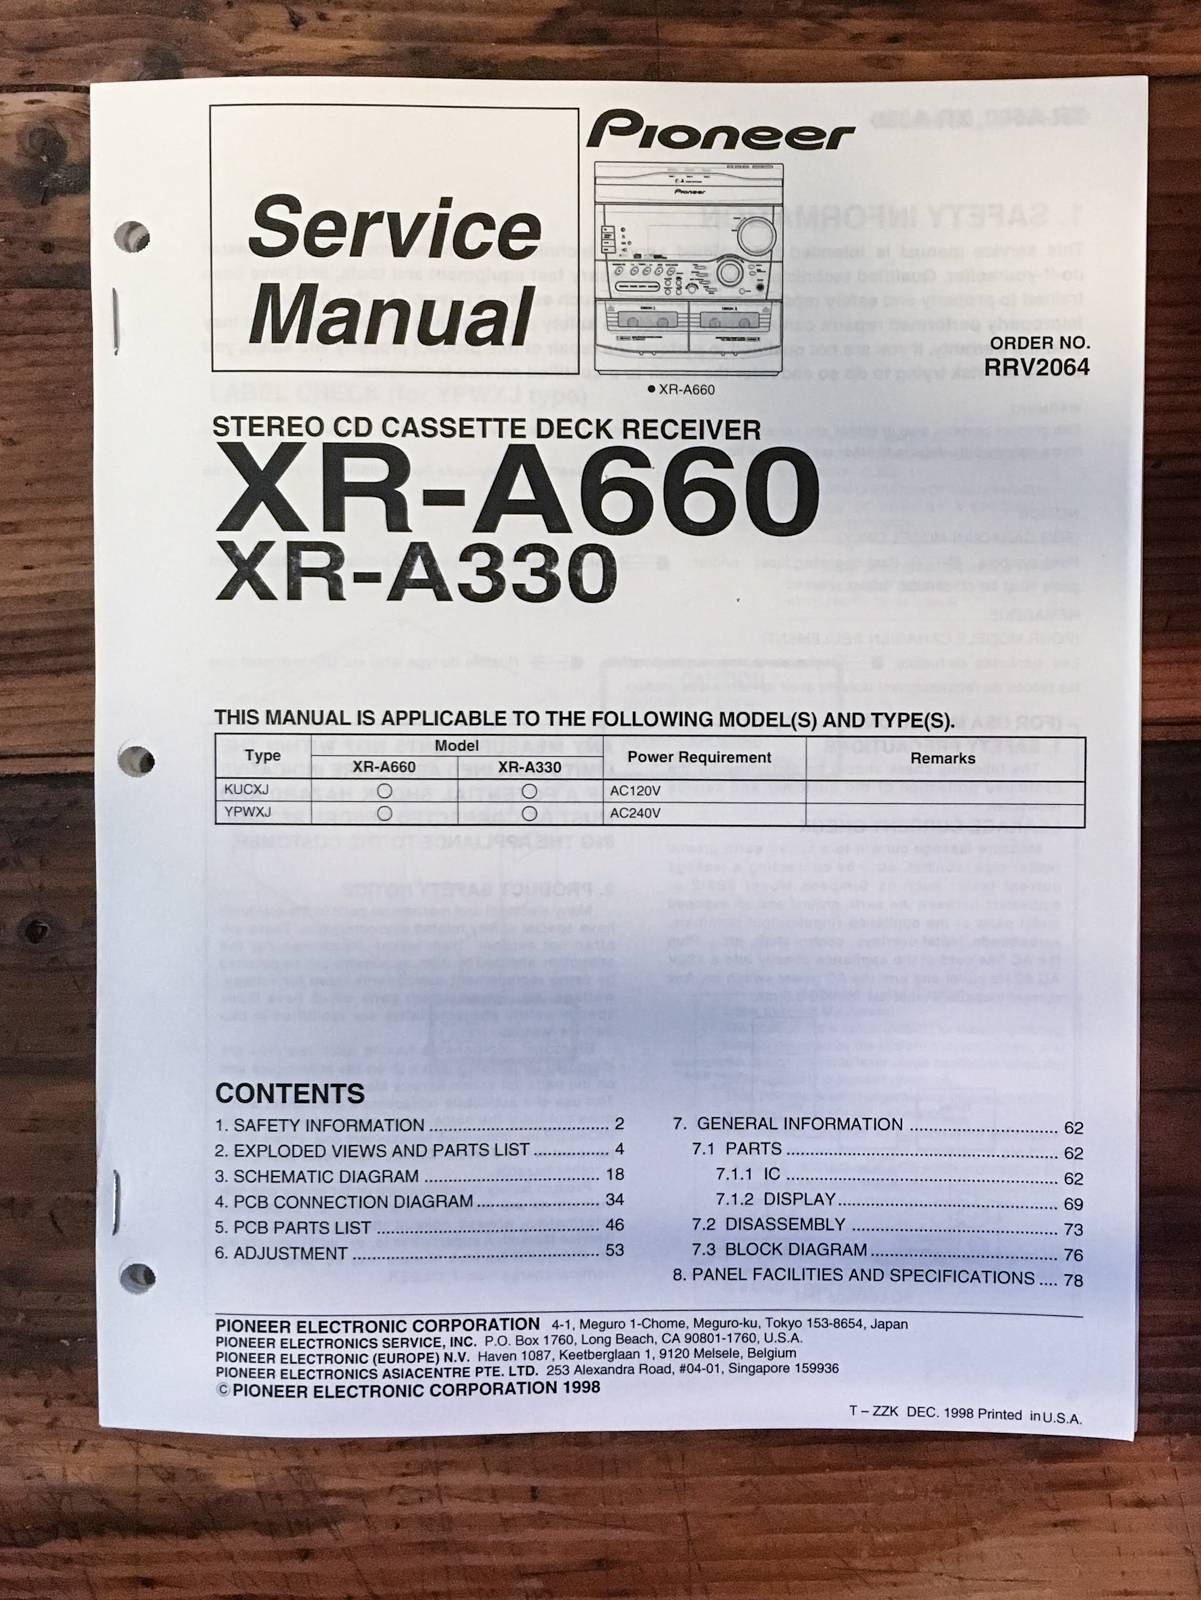 Service
Manual
PIONEER
PIONEER
● XR-A660
ORDER NO.
RRV2064
STEREO CD CASSETTE DECK RECEIVER
XR-A660
XR-A330
THIS MANUAL IS APPLICABLE TO THE FOLLOWING MODEL(S) AND TYPE(S).
Type Model Power Requirement Remarks
XR-A660 XR-A330
KUCXJ ○ ○ AC120V
YPWXJ ○ ○ AC240V
CONTENTS
1. SAFETY INFORMATION ........ 2
2. EXPLODED VIEWS AND PARTS LIST ........ 4
3. SCHEMATIC DIAGRAM ........ 18
4. PCB CONNECTION DIAGRAM ........ 34
5. PCB PARTS LIST ........ 46
6. ADJUSTMENT ........ 53
7. GENERAL INFORMATION ........ 62
7.1 PARTS ........ 62
7.1.1 IC ........ 62
7.1.2 DISPLAY ........ 69
7.2 DISASSEMBLY ........ 73
7.3 BLOCK DIAGRAM ........ 76
8. PANEL FACILITIES AND SPECIFICATIONS .... 78
PIONEER ELECTRONIC CORPORATION 4-1, Meguro 1-Chome, Meguro-ku, Tokyo 153-8654, Japan
PIONEER ELECTRONICS SERVICE, INC. P.O. Box 1760, Long Beach, CA 90801-1760, U.S.A.
PIONEER ELECTRONIC (EUROPE) N.V. Haven 1087, Keetberglaan 1, 9120 Melsele, Belgium
PIONEER ELECTRONICS ASIACENTRE PTE. LTD. 253 Alexandra Road, #04-01, Singapore 159936
© PIONEER ELECTRONIC CORPORATION 1998
T – ZZK DEC. 1998 Printed in U.S.A.